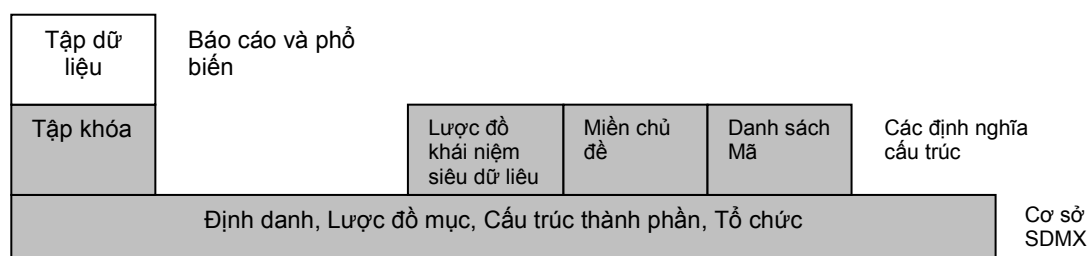 Tập dữ
liệu
Báo cáo và phổ
biến
Tập khóa
Lược đồ
khái niệm
siêu dữ liêu
Miền chủ
đề
Danh sách
Mã
Các định nghĩa
cấu trúc
Định danh, Lược đồ mục, Cấu trúc thành phần, Tổ chức
Cơ sở
SDMX